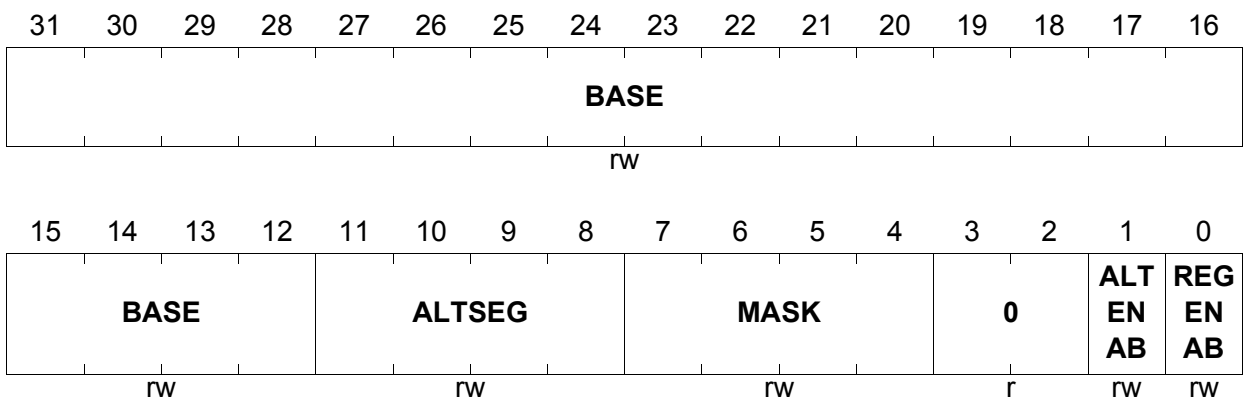 31 30 29 28 27 26 25 24 23 22 21 20 19 18 17 16
BASE
rw
15 14 13 12 11 10 9 8 7 6 5 4 3 2 1 0
BASE ALTSEG MASK 0 ALT EN AB REG EN AB
rw rw rw r rw rw